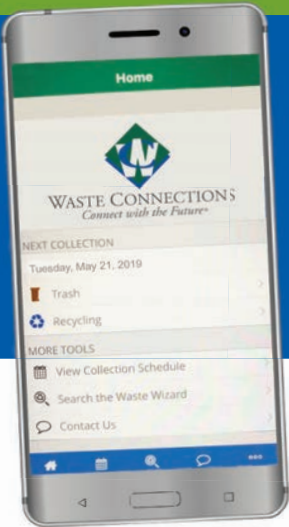 Home
WASTE CONNECTIONS
Connect with the Future®
NEXT COLLECTION
Tuesday, May 21, 2019
Trash
Recycling
MORE TOOLS
View Collection Schedule
Search the Waste Wizard
Contact Us